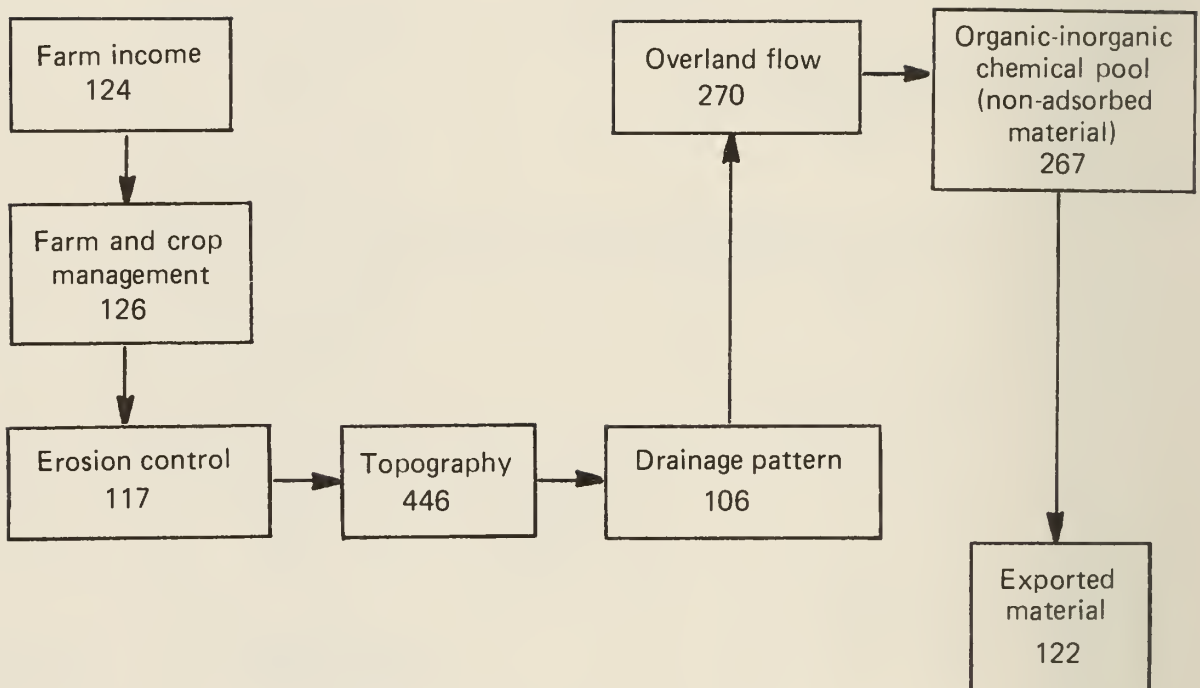 Farm income
124
Farm and crop
management
126
Erosion control
117
Topography
446
Drainage pattern
106
Overland flow
270
Organic-inorganic
chemical pool
(non-adsorbed
material)
267
Exported
material
122